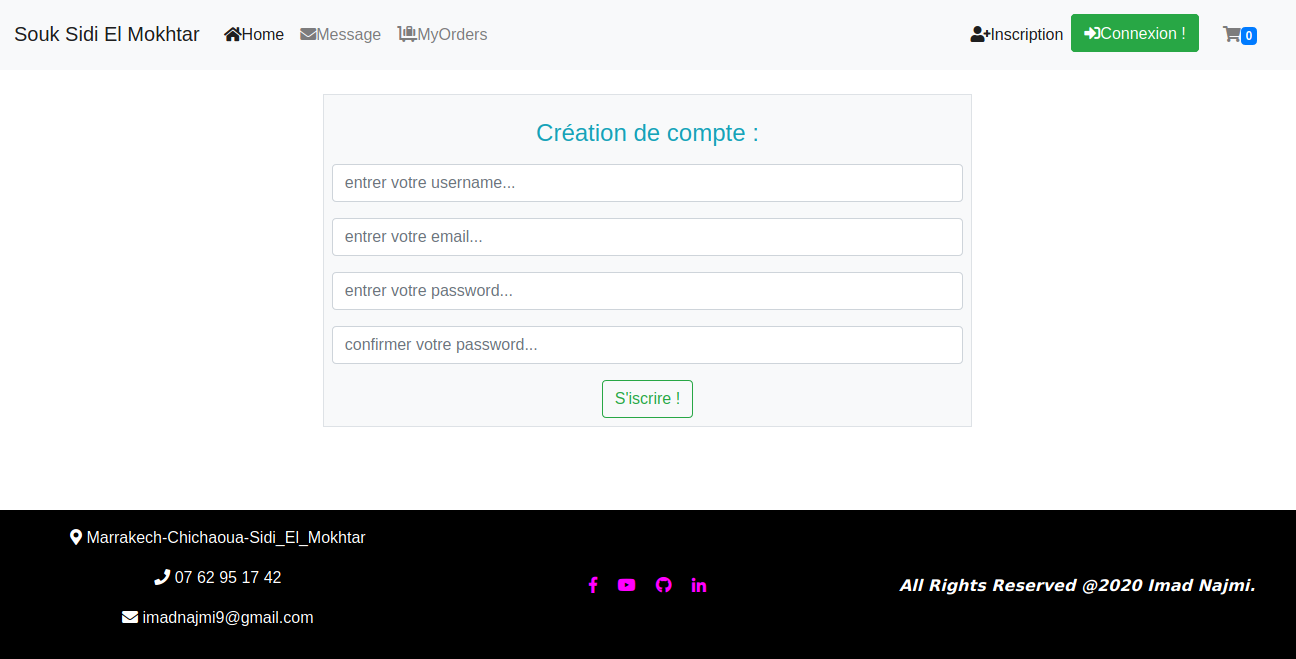 Souk Sidi El Mokhtar Home Message MyOrders Inscription Connexion ! 0
Création de compte :
entrer votre username...
entrer votre email...
entrer votre password...
confirmer votre password...
S'iscrire !
Marrakech-Chichaoua-Sidi_El_Mokhtar
07 62 95 17 42
imadnajmi9@gmail.com
All Rights Reserved @2020 Imad Najmi.